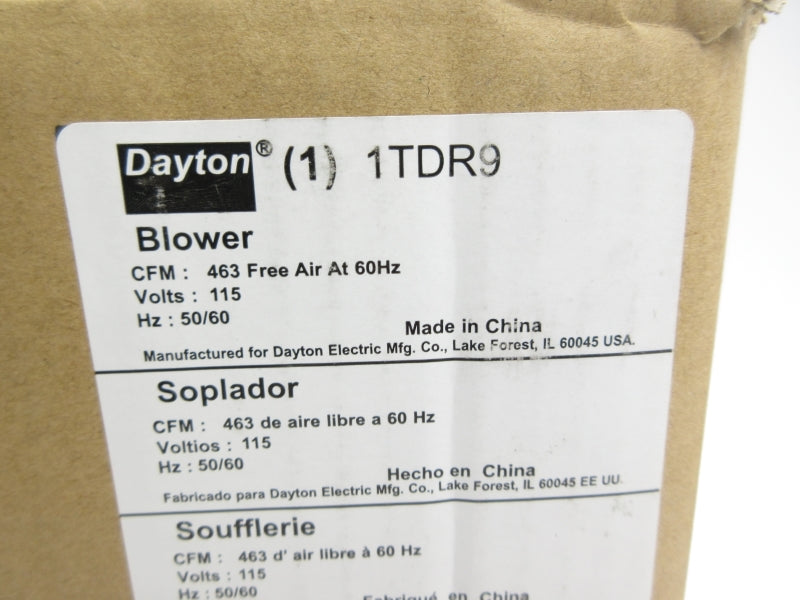 Dayton® (1) 1TDR9
Blower
CFM : 463 Free Air At 60Hz
Volts : 115
Hz : 50/60
Made in China
Manufactured for Dayton Electric Mfg. Co., Lake Forest, IL 60045 USA.
Soplador
CFM : 463 de aire libre a 60 Hz
Voltios : 115
Hz : 50/60
Hecho en China
Fabricado para Dayton Electric Mfg. Co., Lake Forest, IL 60045 EE UU.
Soufflerie
CFM : 463 d' air libre à 60 Hz
Volts : 115
Hz : 50/60
Fabriqué en China